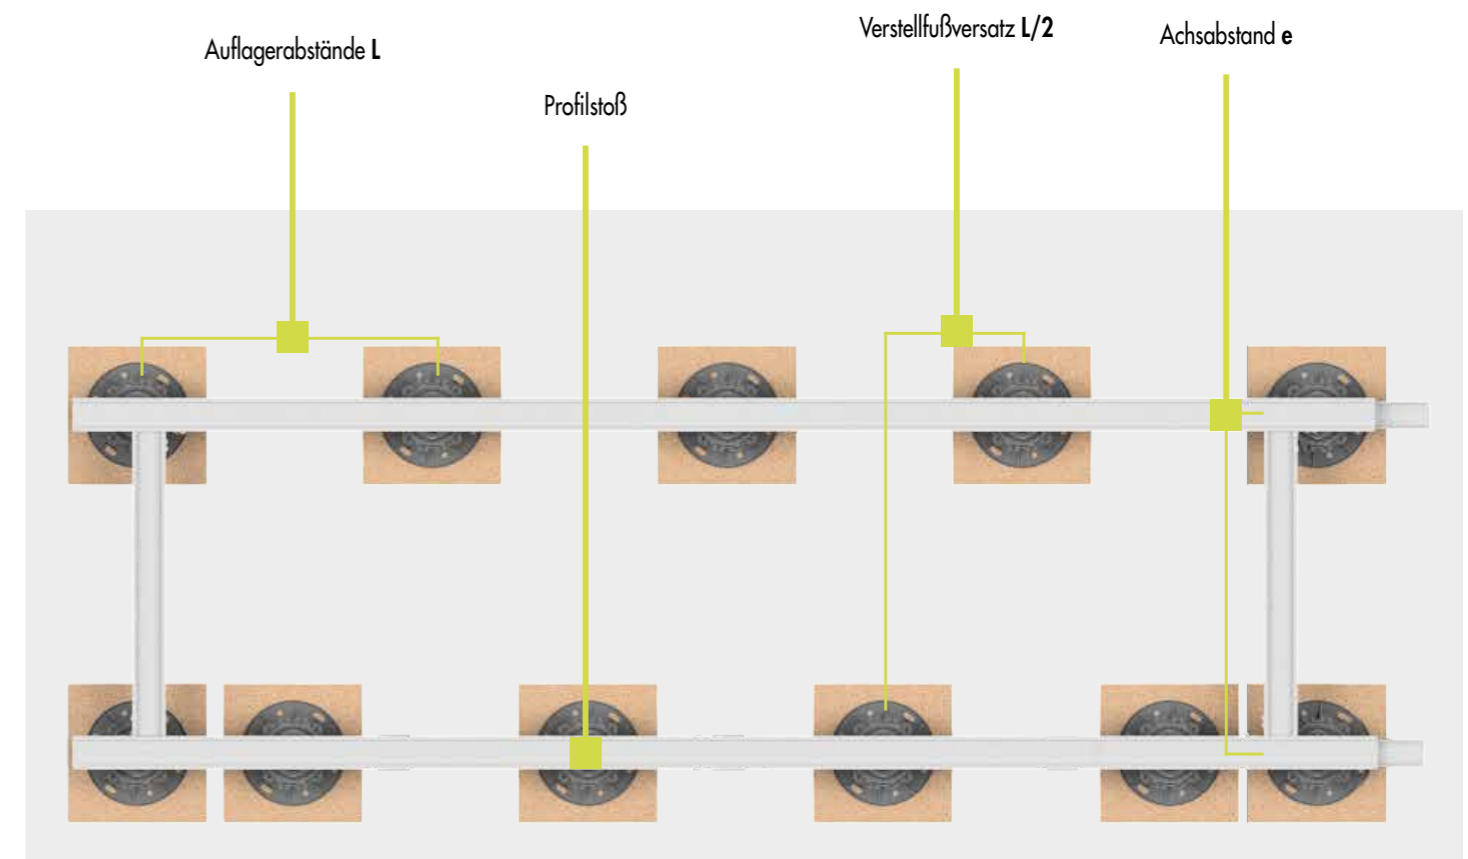 Auflagerabstände L
Profilstoß
Verstellfußversatz L/2
Achsabstand e